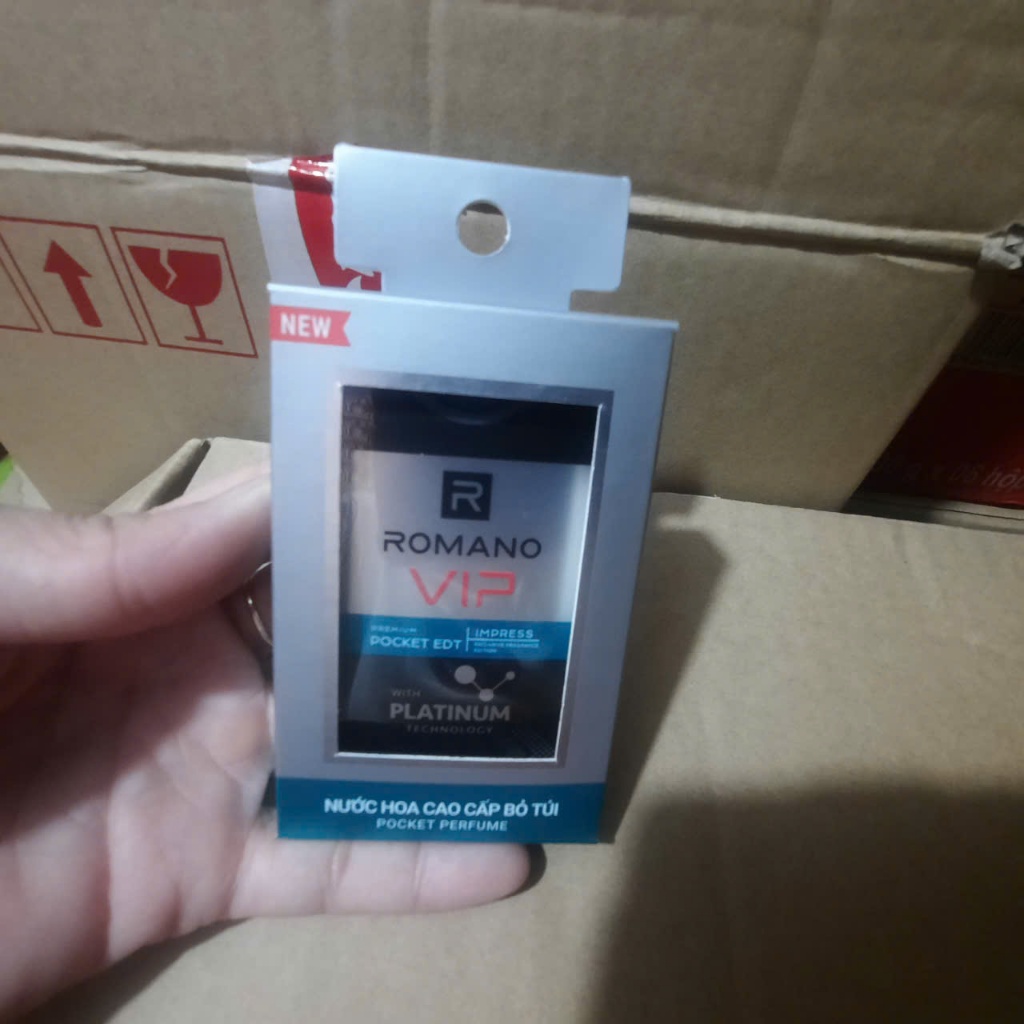 NEW
R
ROMANO
VIP
PREMIUM
POCKET EDT
IMPRESS
WITH
PLATINUM
TECHNOLOGY
NƯỚC HOA CAO CẤP BỎ TÚI
POCKET PERFUME